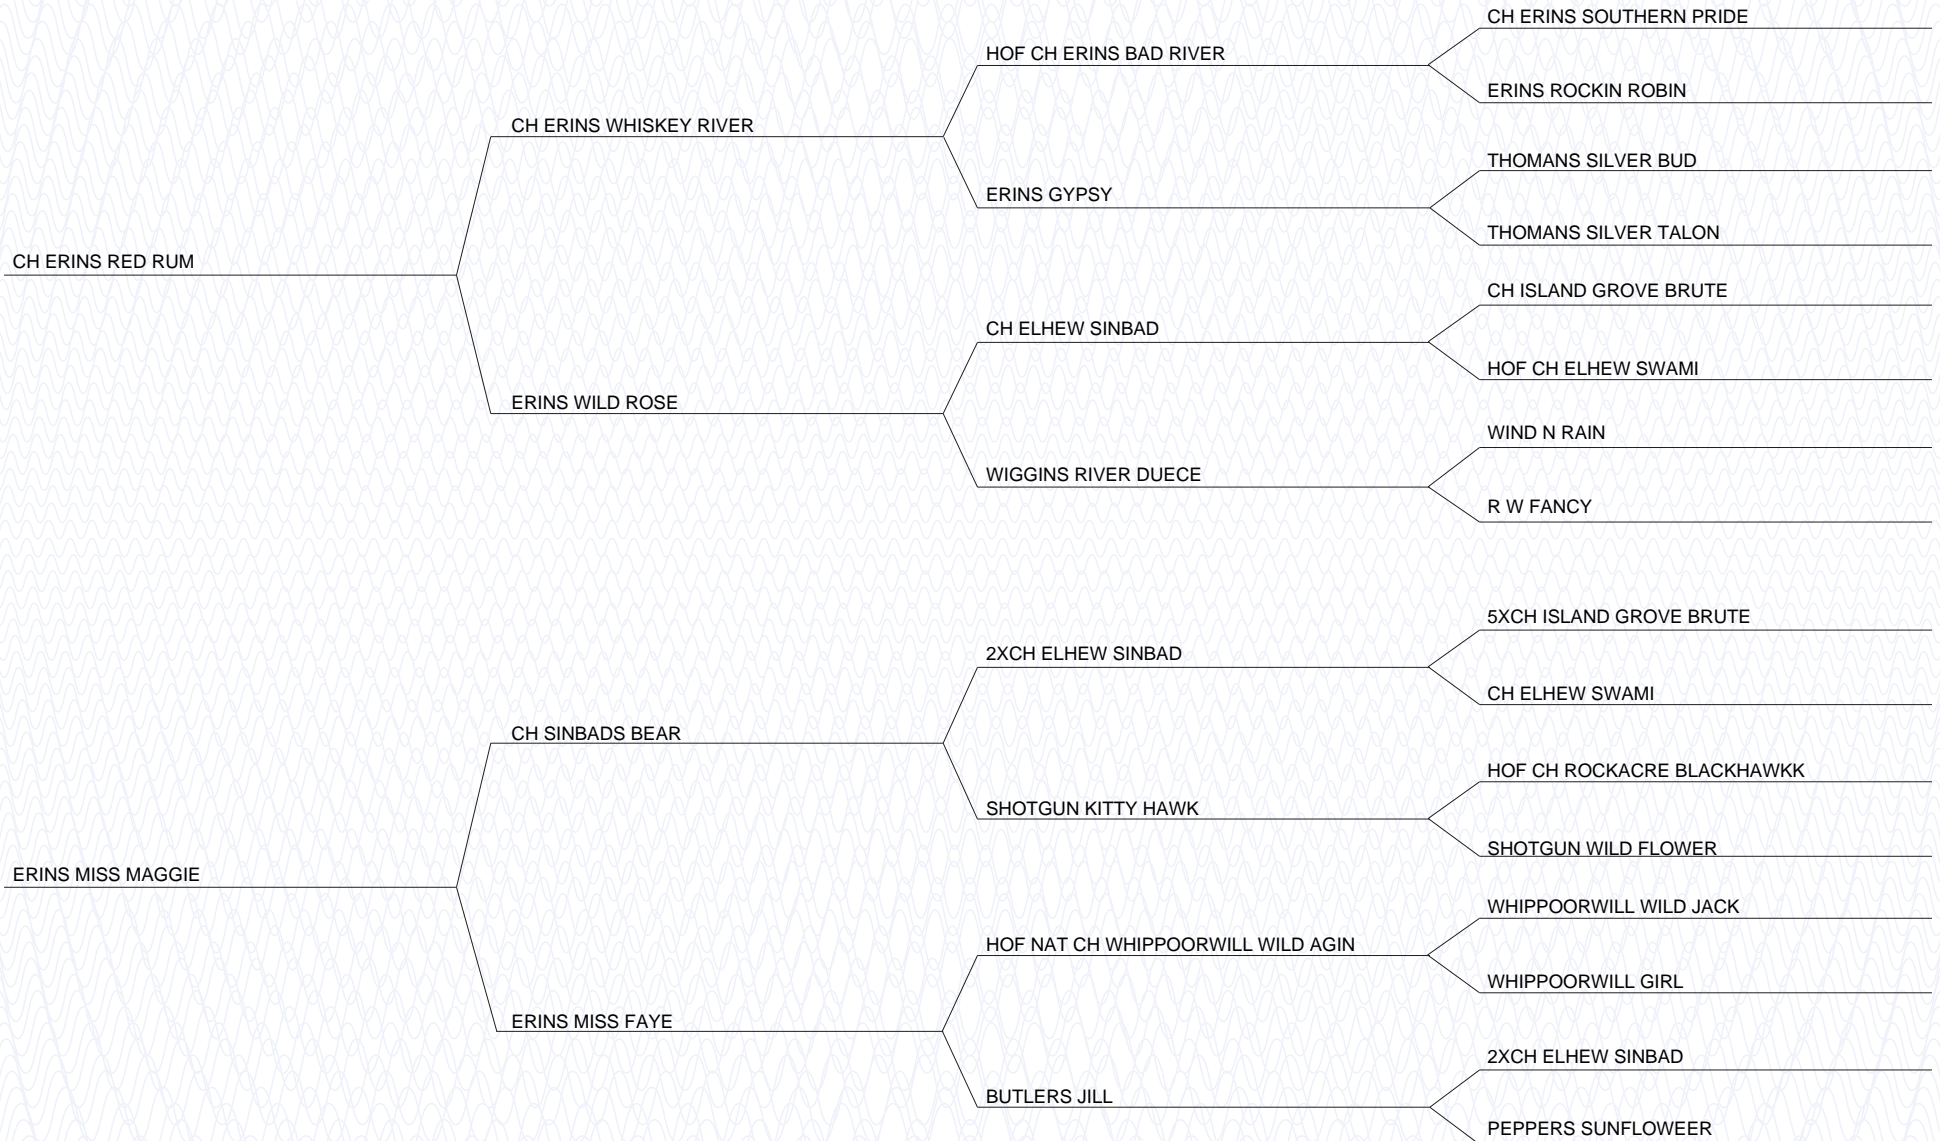 CH ERINS SOUTHERN PRIDE
HOF CH ERINS BAD RIVER
ERINS ROCKIN ROBIN
CH ERINS WHISKEY RIVER
THOMANS SILVER BUD
ERINS GYPSY
THOMANS SILVER TALON
CH ERINS RED RUM
CH ISLAND GROVE BRUTE
CH ELHEW SINBAD
HOF CH ELHEW SWAMI
ERINS WILD ROSE
WIND N RAIN
WIGGINS RIVER DUECE
R W FANCY
5XCH ISLAND GROVE BRUTE
2XCH ELHEW SINBAD
CH ELHEW SWAMI
CH SINBADS BEAR
HOF CH ROCKACRE BLACKHAWKK
SHOTGUN KITTY HAWK
SHOTGUN WILD FLOWER
ERINS MISS MAGGIE
WHIPPOORWILL WILD JACK
HOF NAT CH WHIPPOORWILL WILD AGIN
WHIPPOORWILL GIRL
ERINS MISS FAYE
2XCH ELHEW SINBAD
BUTLERS JILL
PEPPERS SUNFLOWEER